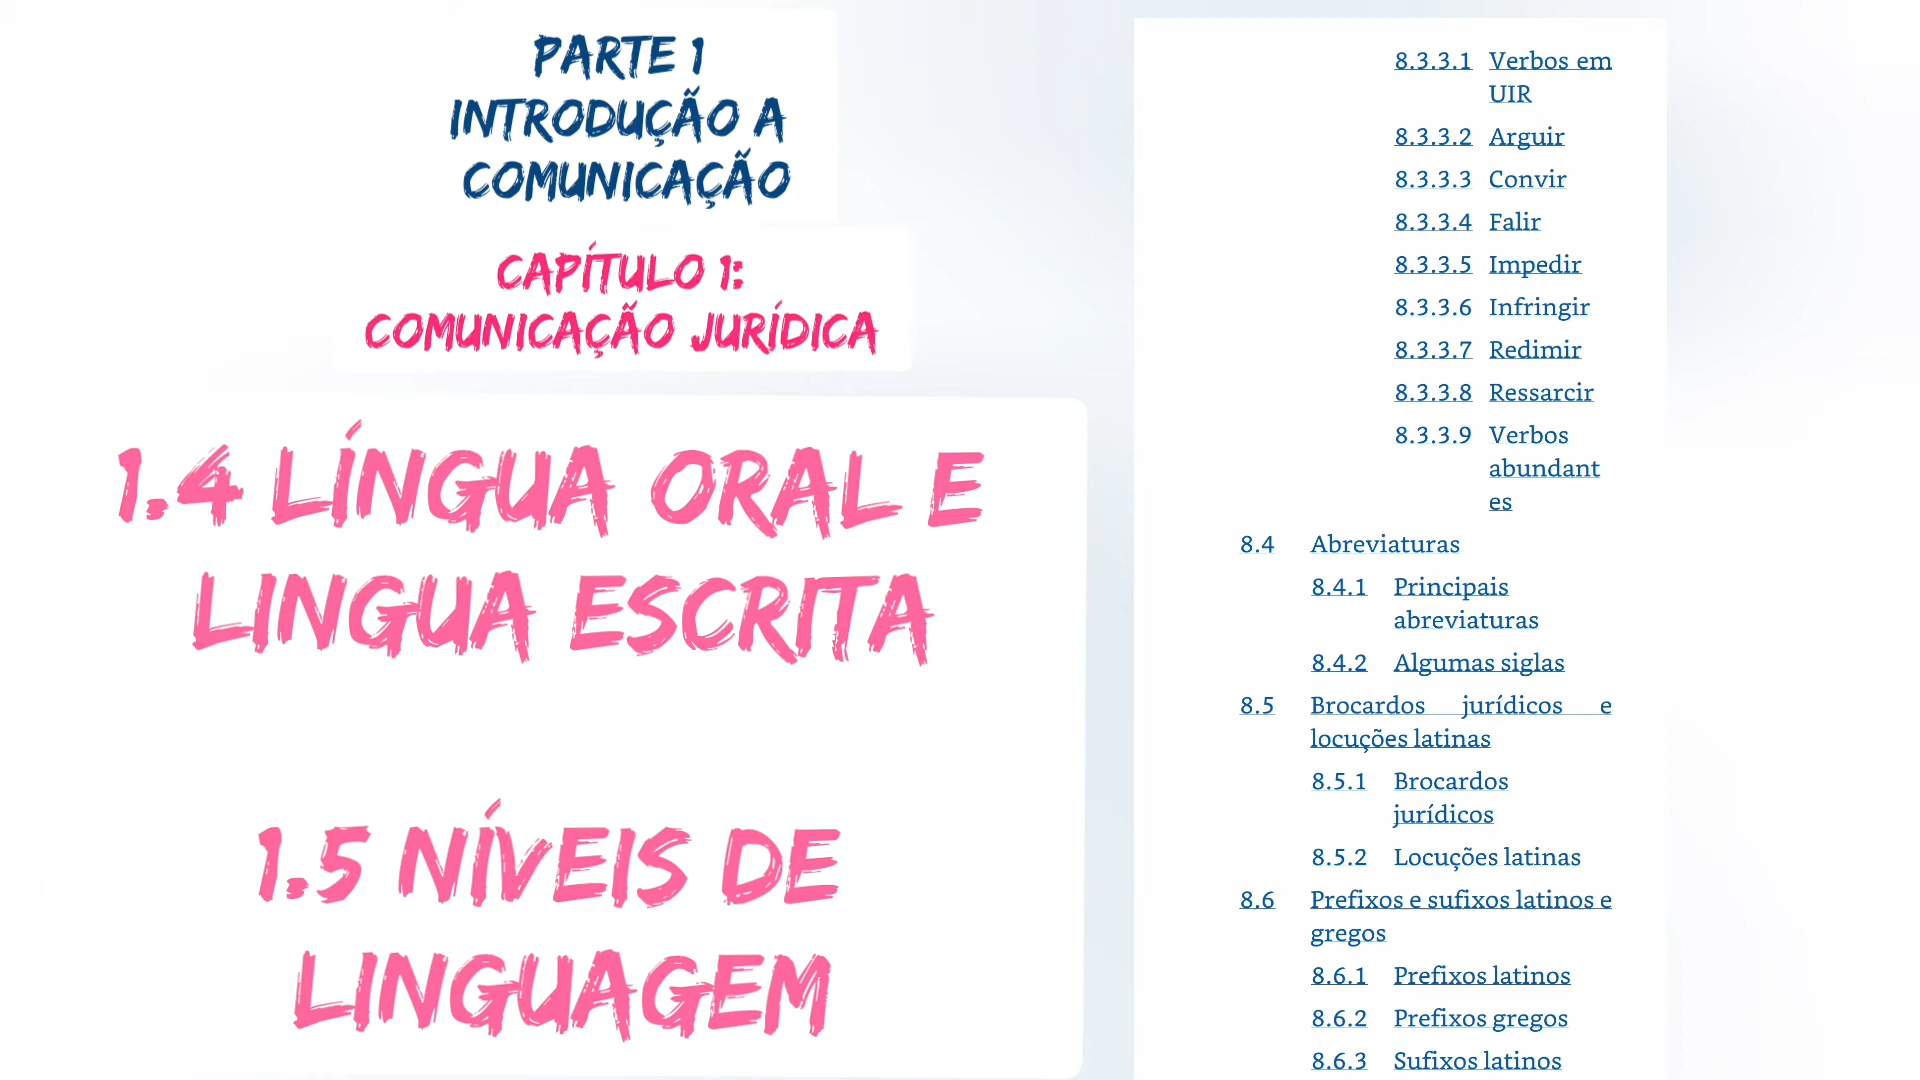 PARTE 1
INTRODUÇÃO A
COMUNICAÇÃO
CAPÍTULO 1:
COMUNICAÇÃO JURÍDICA
1.4 LÍNGUA ORAL E
LINGUA ESCRITA
1.5 NÍVEIS DE
LINGUAGEM
8.3.3.1 Verbos em
UIR
8.3.3.2 Arguir
8.3.3.3 Convir
8.3.3.4 Falir
8.3.3.5 Impedir
8.3.3.6 Infringir
8.3.3.7 Redimir
8.3.3.8 Ressarcir
8.3.3.9 Verbos
abundant
es
8.4 Abreviaturas
8.4.1 Principais
abreviaturas
8.4.2 Algumas siglas
8.5 Brocardos jurídicos e
locuções latinas
8.5.1 Brocardos
jurídicos
8.5.2 Locuções latinas
8.6 Prefixos e sufixos latinos e
gregos
8.6.1 Prefixos latinos
8.6.2 Prefixos gregos
8.6.3 Sufixos latinos